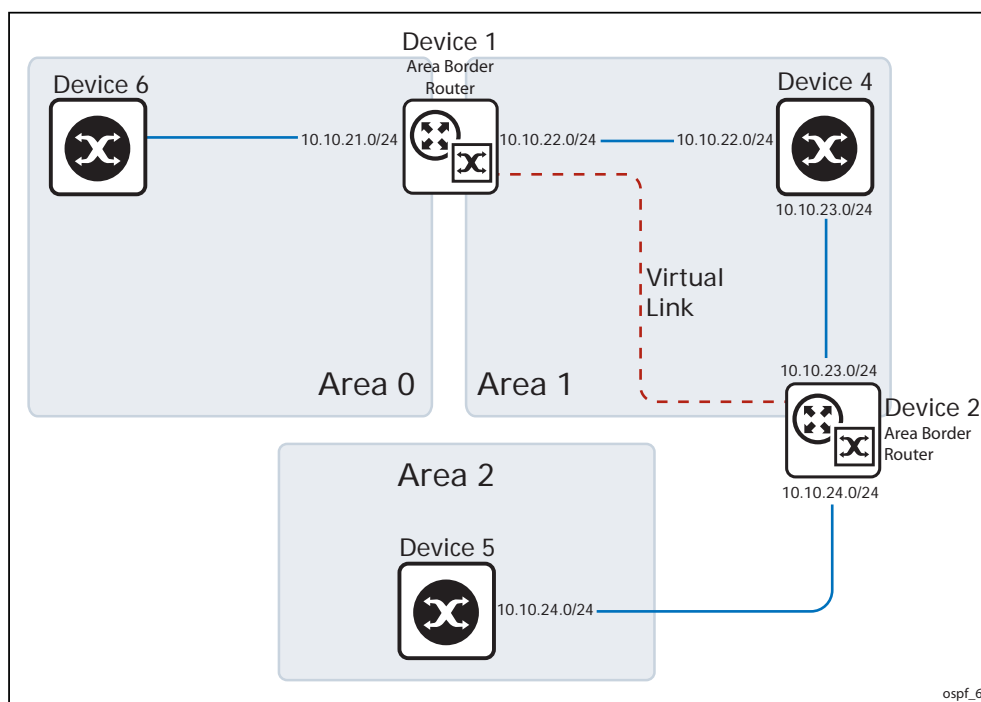 Device 1
Area Border
Router
Device 6
Device 4
10.10.21.0/24
10.10.22.0/24
10.10.22.0/24
10.10.23.0/24
Virtual
Link
Area 0
Area 1
10.10.23.0/24
Device 2
Area Border
Router
Area 2
10.10.24.0/24
Device 5
10.10.24.0/24
ospf_6